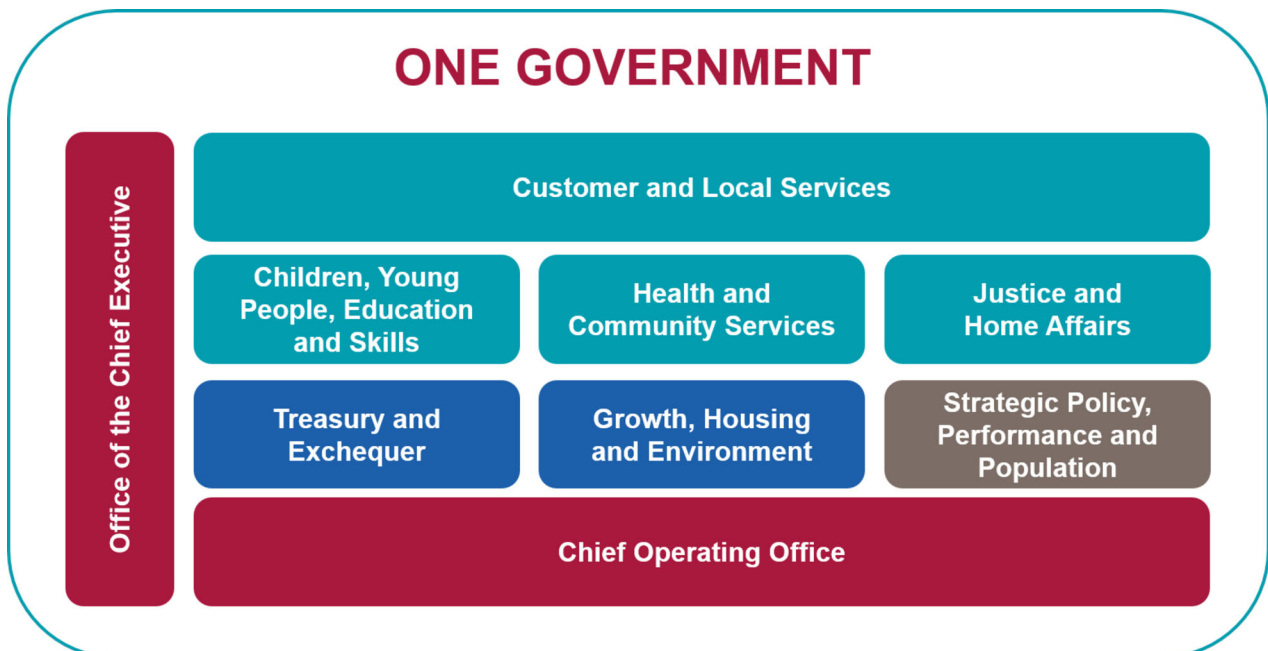 ONE GOVERNMENT
Office of the Chief Executive
Customer and Local Services
Children, Young
People, Education
and Skills
Health and
Community Services
Justice and
Home Affairs
Treasury and
Exchequer
Growth, Housing
and Environment
Strategic Policy,
Performance and
Population
Chief Operating Office